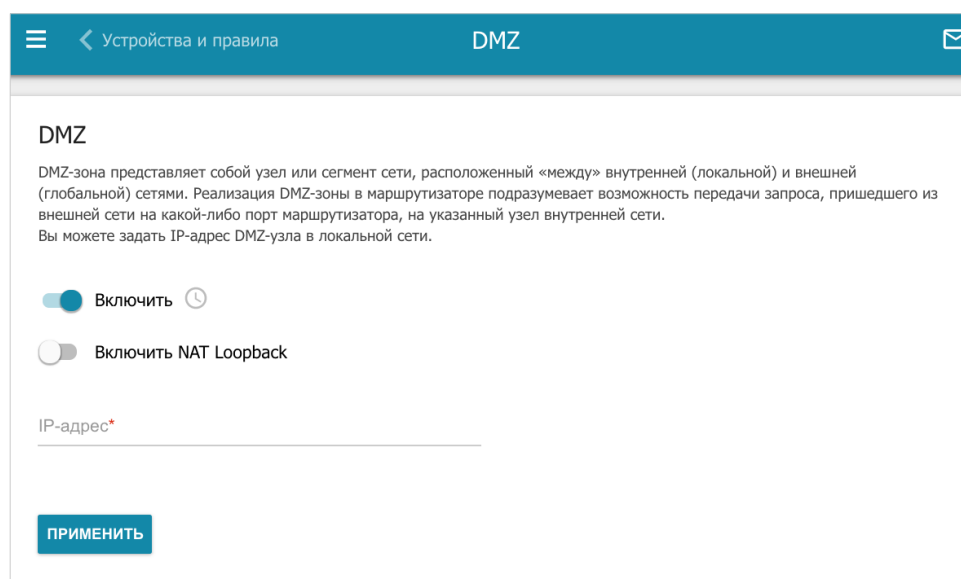 Устройства и правила
DMZ
DMZ
DMZ-зона представляет собой узел или сегмент сети, расположенный «между» внутренней (локальной) и внешней
(глобальной) сетями. Реализация DMZ-зоны в маршрутизаторе подразумевает возможность передачи запроса, пришедшего из
внешней сети на какой-либо порт маршрутизатора, на указанный узел внутренней сети.
Вы можете задать IP-адрес DMZ-узла в локальной сети.
Включить
Включить NAT Loopback
IP-адрес*
ПРИМЕНИТЬ